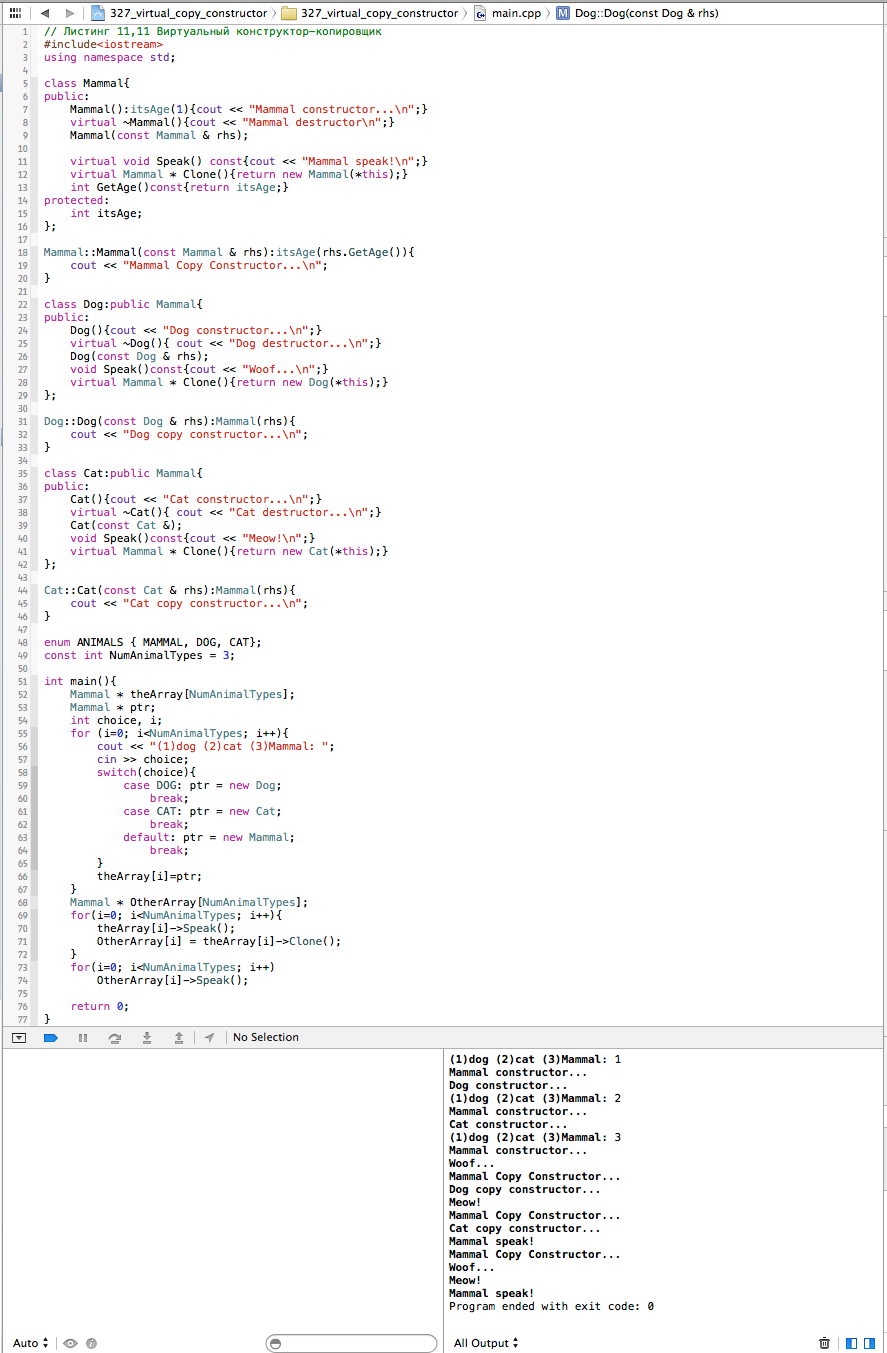 327_virtual_copy_constructor 327_virtual_copy_constructor main.cpp M Dog::Dog(const Dog & rhs)
1 // Листинг 11,11 Виртуальный конструктор-копировщик
2 #include<iostream>
3 using namespace std;
4
5 class Mammal{
6 public:
7     Mammal():itsAge(1){cout << "Mammal constructor...\n";}
8     virtual ~Mammal(){cout << "Mammal destructor\n";}
9     Mammal(const Mammal & rhs);
10
11     virtual void Speak() const{cout << "Mammal speak!\n";}
12     virtual Mammal * Clone(){return new Mammal(*this);}
13     int GetAge()const{return itsAge;}
14 protected:
15     int itsAge;
16 };
17
18 Mammal::Mammal(const Mammal & rhs):itsAge(rhs.GetAge()){
19     cout << "Mammal Copy Constructor...\n";
20 }
21
22 class Dog:public Mammal{
23 public:
24     Dog(){cout << "Dog constructor...\n";}
25     virtual ~Dog(){ cout << "Dog destructor...\n";}
26     Dog(const Dog & rhs);
27     void Speak()const{cout << "Woof...\n";}
28     virtual Mammal * Clone(){return new Dog(*this);}
29 };
30
31 Dog::Dog(const Dog & rhs):Mammal(rhs){
32     cout << "Dog copy constructor...\n";
33 }
34
35 class Cat:public Mammal{
36 public:
37     Cat(){cout << "Cat constructor...\n";}
38     virtual ~Cat(){ cout << "Cat destructor...\n";}
39     Cat(const Cat &);
40     void Speak()const{cout << "Meow!\n";}
41     virtual Mammal * Clone(){return new Cat(*this);}
42 };
43
44 Cat::Cat(const Cat & rhs):Mammal(rhs){
45     cout << "Cat copy constructor...\n";
46 }
47
48 enum ANIMALS { MAMMAL, DOG, CAT};
49 const int NumAnimalTypes = 3;
50
51 int main(){
52     Mammal * theArray[NumAnimalTypes];
53     Mammal * ptr;
54     int choice, i;
55     for (i=0; i<NumAnimalTypes; i++){
56         cout << "(1)dog (2)cat (3)Mammal: ";
57         cin >> choice;
58         switch(choice){
59             case DOG: ptr = new Dog;
60                 break;
61             case CAT: ptr = new Cat;
62                 break;
63             default: ptr = new Mammal;
64                 break;
65         }
66         theArray[i]=ptr;
67     }
68     Mammal * OtherArray[NumAnimalTypes];
69     for(i=0; i<NumAnimalTypes; i++){
70         theArray[i]->Speak();
71         OtherArray[i] = theArray[i]->Clone();
72     }
73     for(i=0; i<NumAnimalTypes; i++)
74         OtherArray[i]->Speak();
75
76     return 0;
77 }
No Selection
(1)dog (2)cat (3)Mammal: 1
Mammal constructor...
Dog constructor...
(1)dog (2)cat (3)Mammal: 2
Mammal constructor...
Cat constructor...
(1)dog (2)cat (3)Mammal: 3
Mammal constructor...
Woof...
Mammal Copy Constructor...
Dog copy constructor...
Meow!
Mammal Copy Constructor...
Cat copy constructor...
Mammal speak!
Mammal Copy Constructor...
Woof...
Meow!
Mammal speak!
Program ended with exit code: 0
Auto All Output